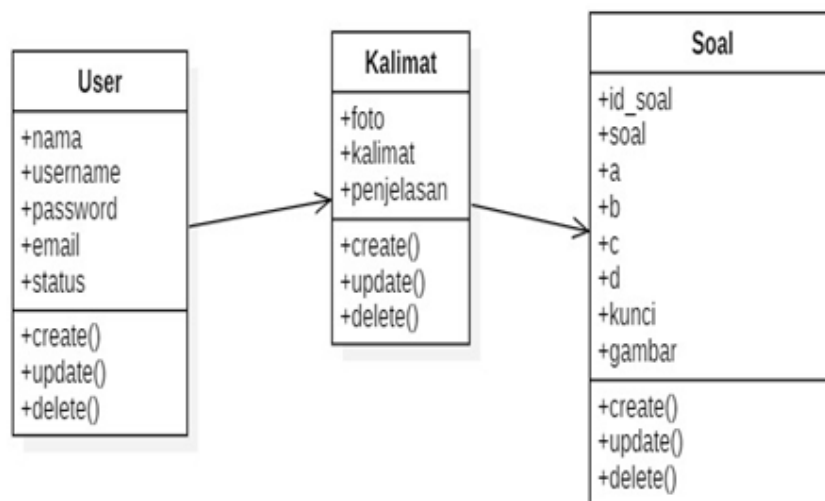 User
+nama
+username
+password
+email
+status
+create()
+update()
+delete()
Kalimat
+foto
+kalimat
+penjelasan
+create()
+update()
+delete()
Soal
+id_soal
+soal
+a
+b
+c
+d
+kunci
+gambar
+create()
+update()
+delete()